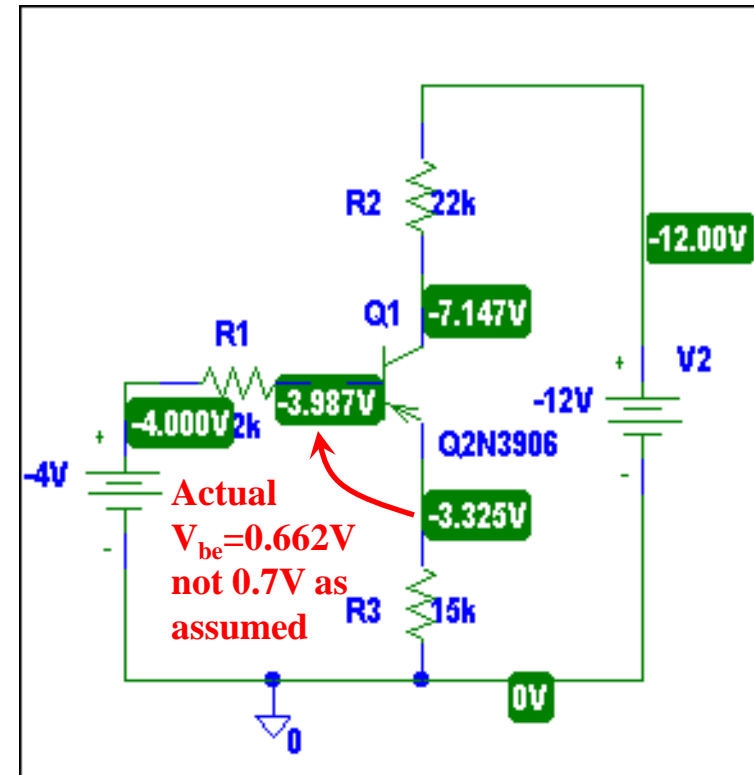 R2 22k
-12.00V
Q1
-7.147V
R1
V2
+
-3.987V
-12V
-4.000V
2k
+
Q2N3906
-4V
-
-
Actual
Vbe=0.662V
not 0.7V as
assumed
-3.325V
R3 15k
0V
0